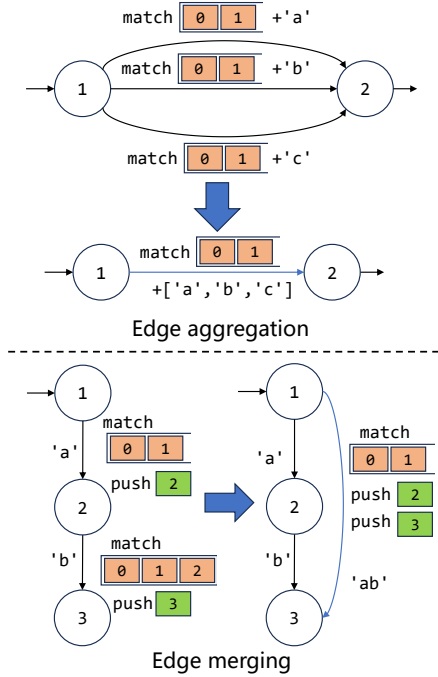 match 0 1 +'a'
match 0 1 +'b'
1 2
match 0 1 +'c'
match 0 1
1 2
+['a','b','c']
Edge aggregation
1 1
match match
'a' 0 1 'a' 0 1
push 2 push 2
2 2 push 3
match
'b' 0 1 2 'b' 'ab'
push 3
3 3
Edge merging